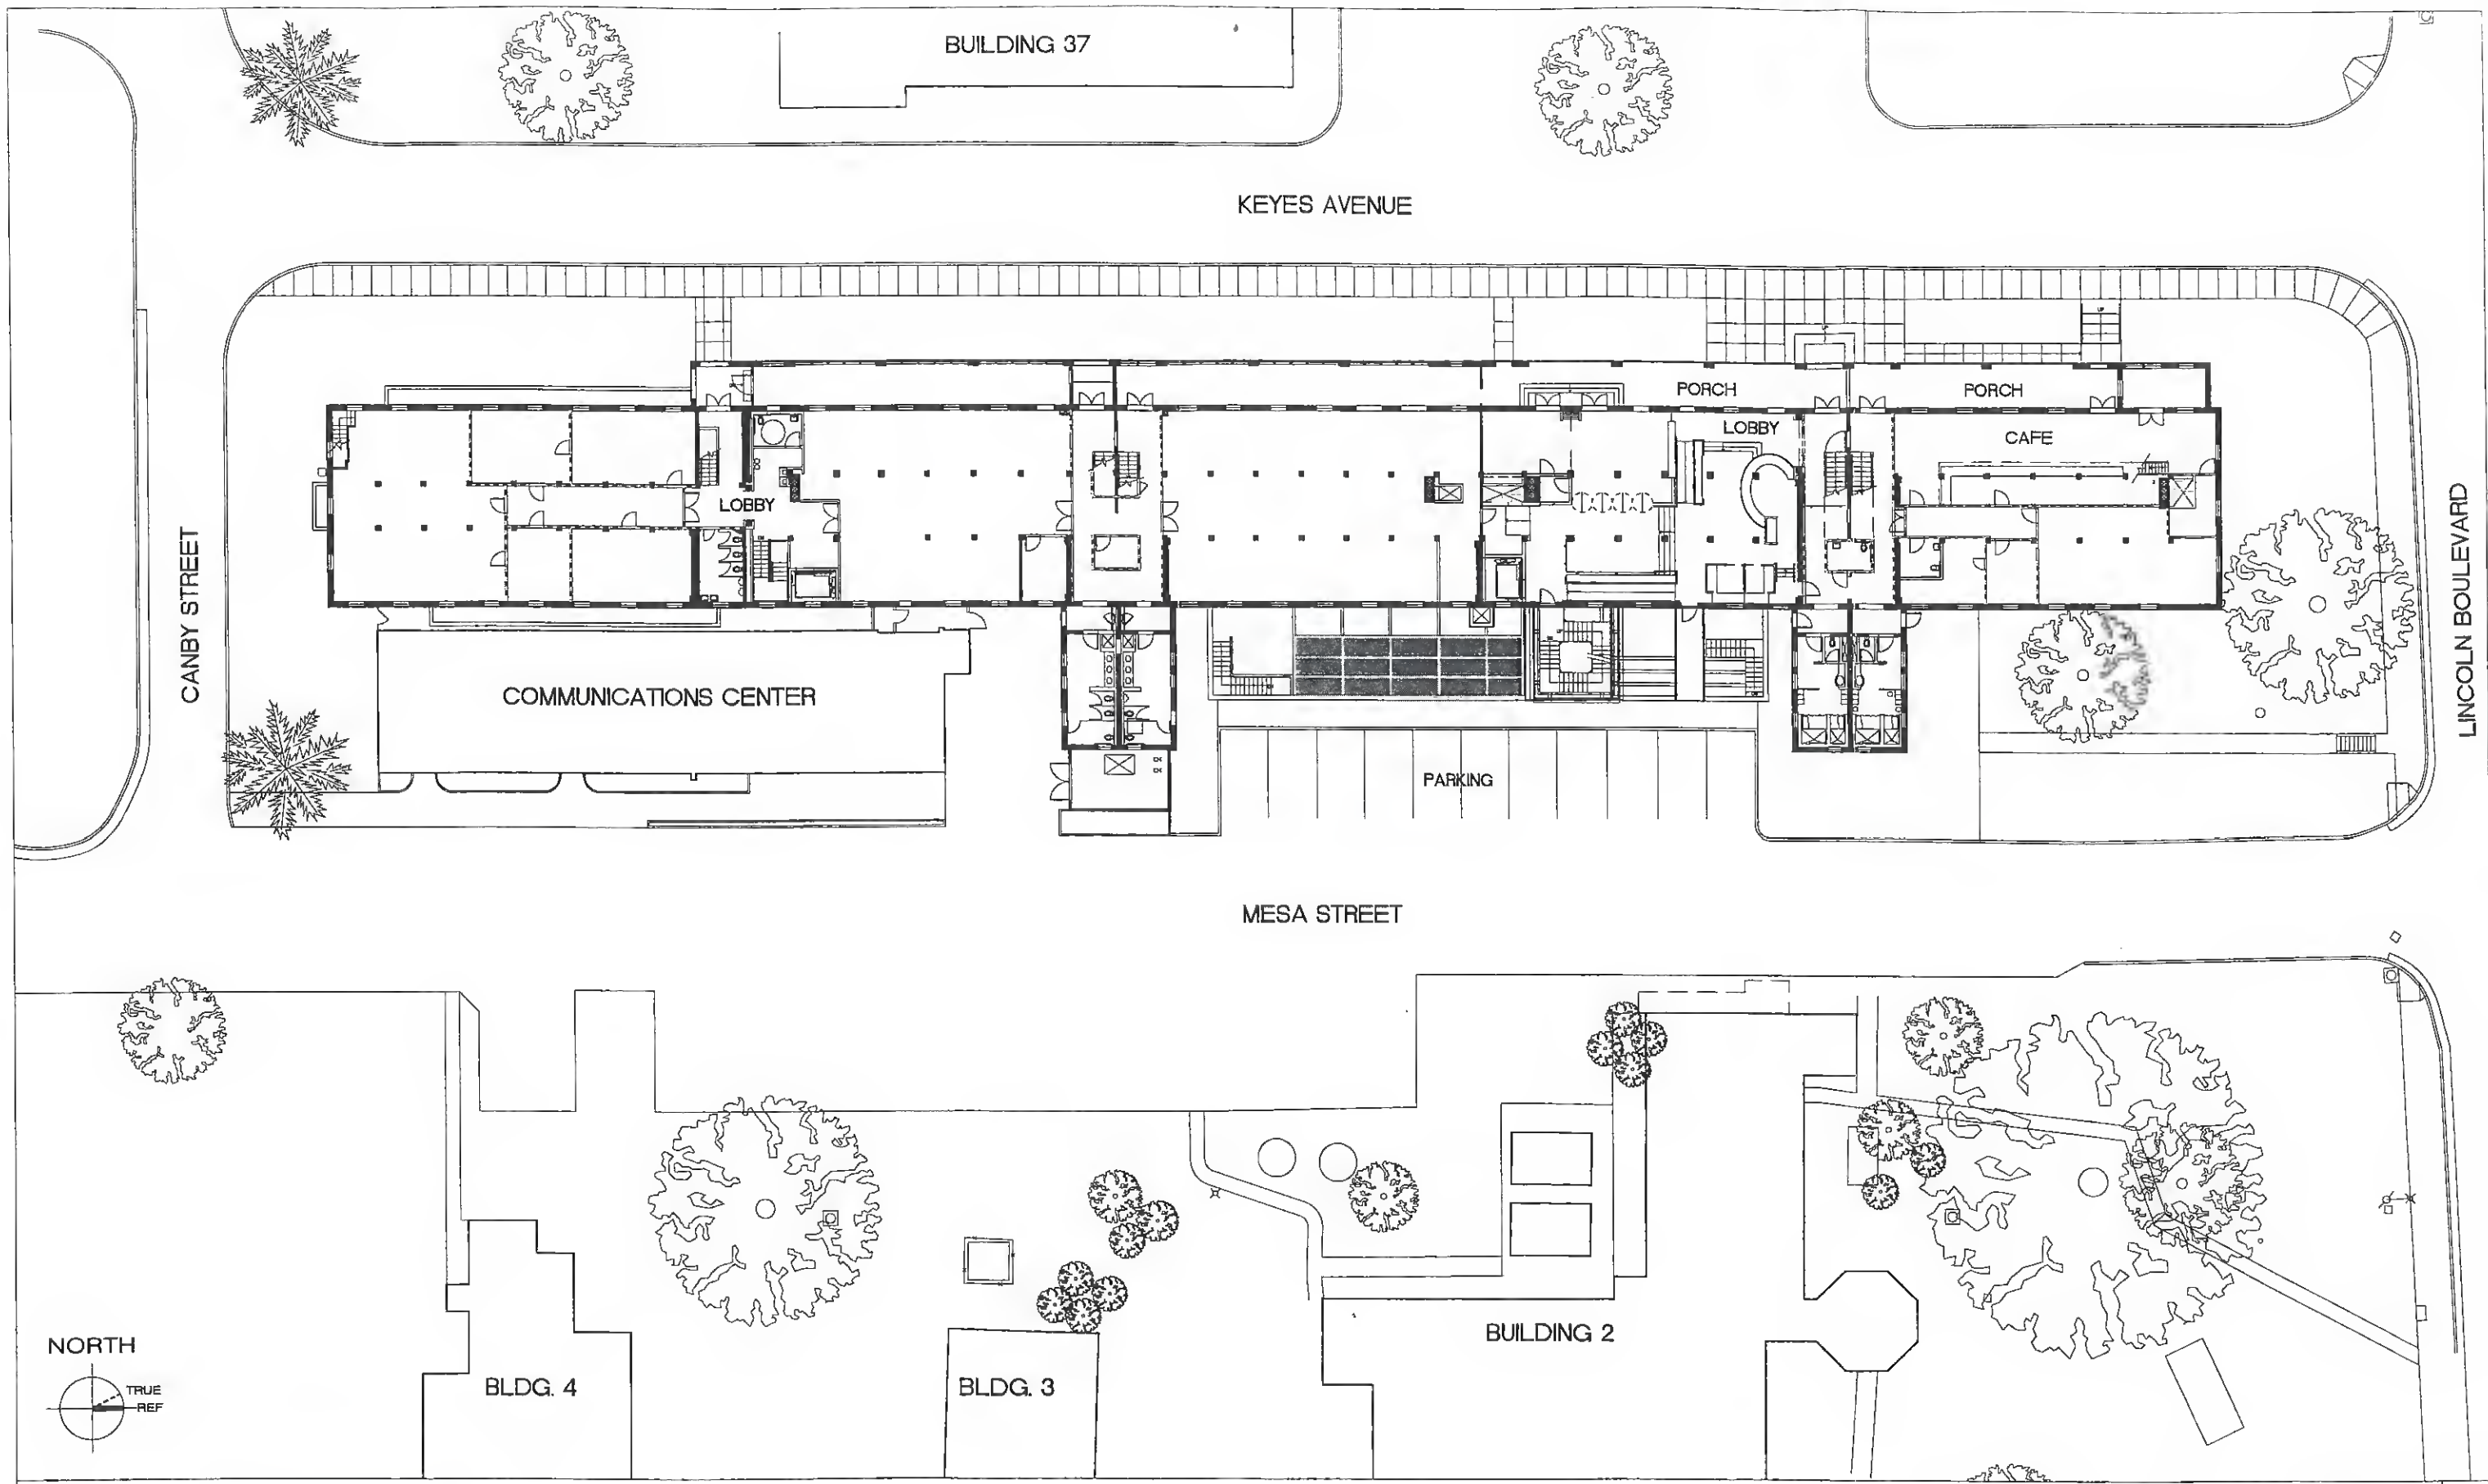 BUILDING 37
KEYES AVENUE
PORCH
PORCH
LOBBY
CAFE
LOBBY
CANBY STREET
LINCOLN BOULEVARD
COMMUNICATIONS CENTER
PARKING
MESA STREET
NORTH
TRUE
REF
BLDG. 4
BLDG. 3
BUILDING 2